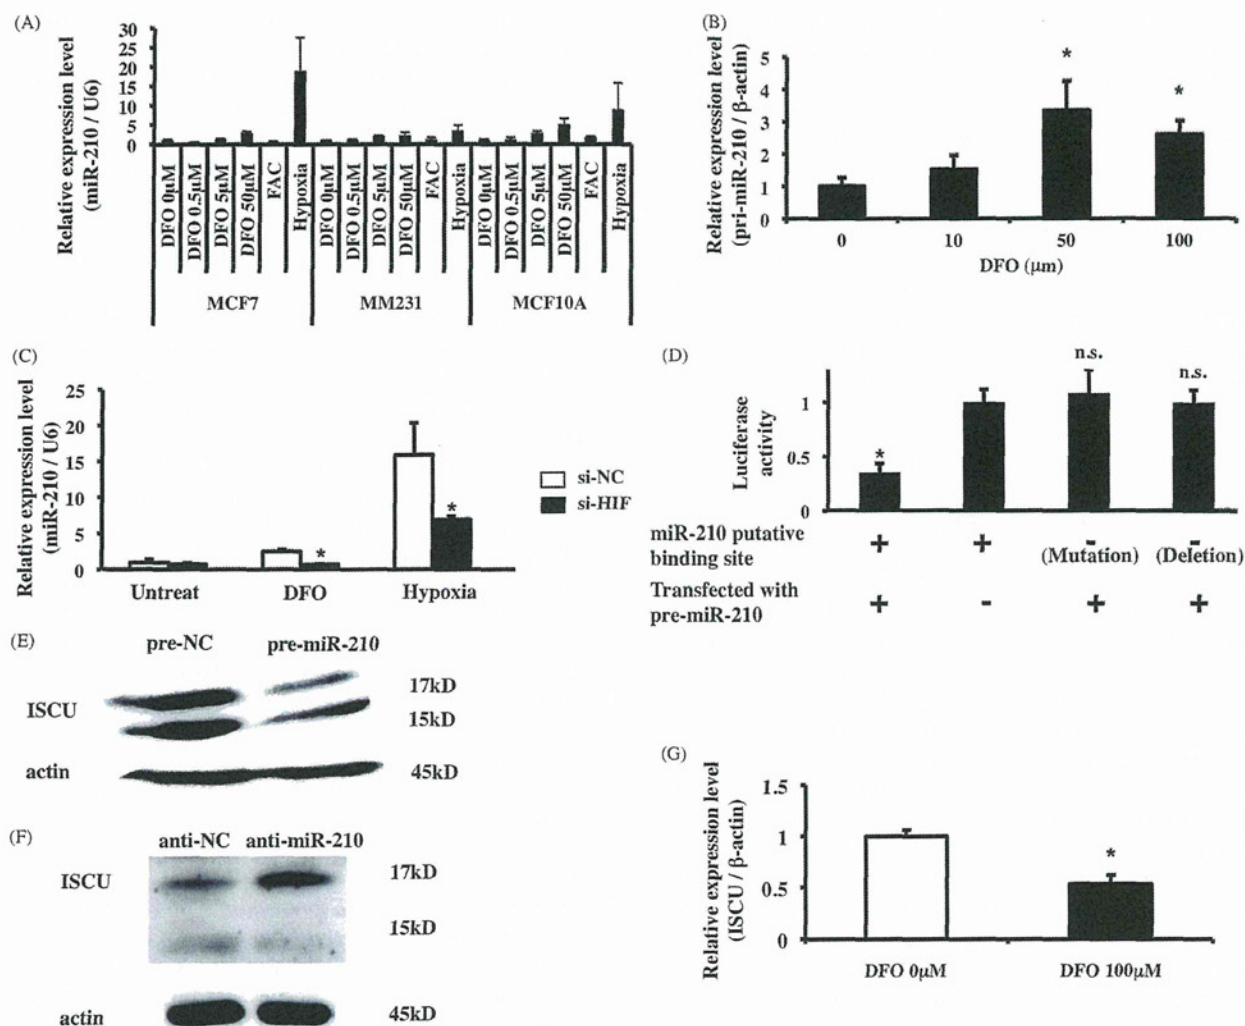 (A)
Relative expression level
(miR-210 / U6)
30
25
20
15
10
5
0
DFO 0µM
DFO 0.5µM
DFO 5µM
DFO 50µM
FAC
Hypoxia
DFO 0µM
DFO 0.5µM
DFO 5µM
DFO 50µM
FAC
Hypoxia
DFO 0µM
DFO 0.5µM
DFO 5µM
DFO 50µM
FAC
Hypoxia
MCF7
MM231
MCF10A
(B)
Relative expression level
(pri-miR-210 / β-actin)
5
4
3
2
1
0
*
*
0
10
50
100
DFO (µm)
(C)
Relative expression level
(miR-210 / U6)
25
20
15
10
5
0
*
*
Untreat
DFO
Hypoxia
si-NC
si-HIF
(D)
Luciferase
activity
1
0.5
0
*
n.s.
n.s.
miR-210 putative
binding site
+
+
-
(Mutation)
-
(Deletion)
Transfected with
pre-miR-210
+
-
+
+
(E)
pre-NC
pre-miR-210
ISCU
17kD
15kD
actin
45kD
(F)
anti-NC
anti-miR-210
ISCU
17kD
15kD
actin
45kD
(G)
Relative expression level
(ISCU / β-actin)
1.5
1
0.5
0
*
DFO 0µM
DFO 100µM